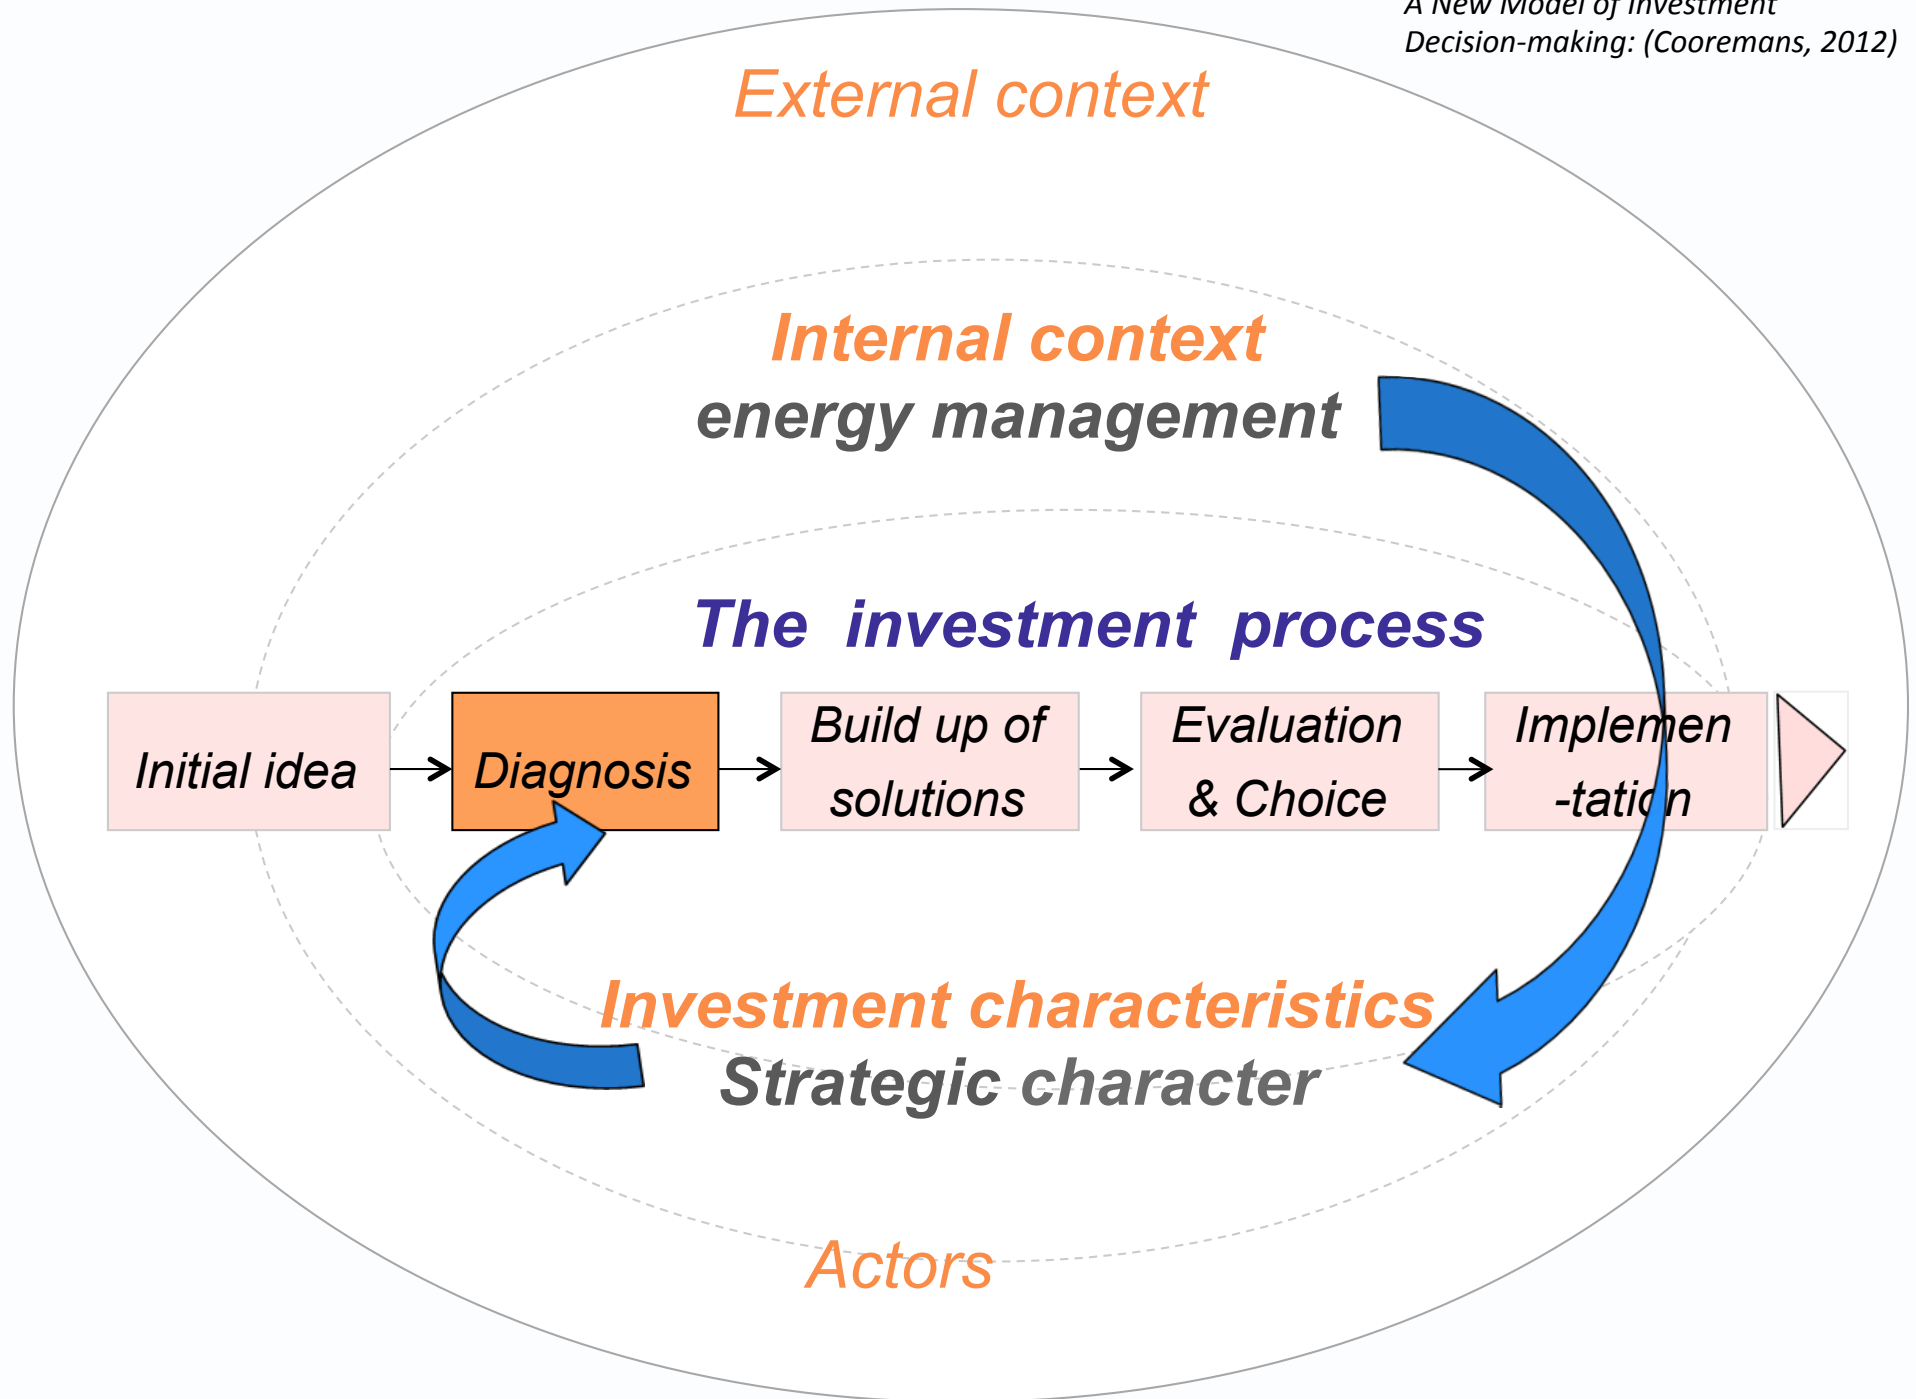 A New Model of Investment
Decision-making: (Cooremans, 2012)
External context
Internal context
energy management
The investment process
Initial idea
Diagnosis
Build up of
solutions
Evaluation
& Choice
Implemen
-tation
Investment characteristics
Strategic character
Actors